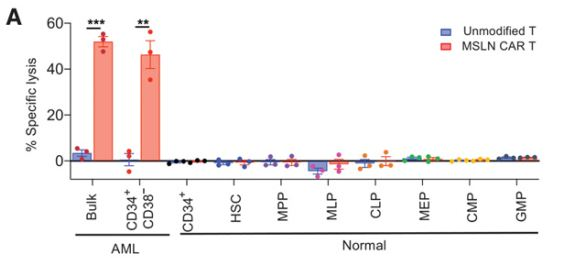 A
60
40
20
0
% Specific lysis
***
**
Unmodified T
MSLN CAR T
Bulk
CD34+
CD38-
CD34+
HSC
MPP
MLP
CLP
MEP
CMP
GMP
AML
Normal